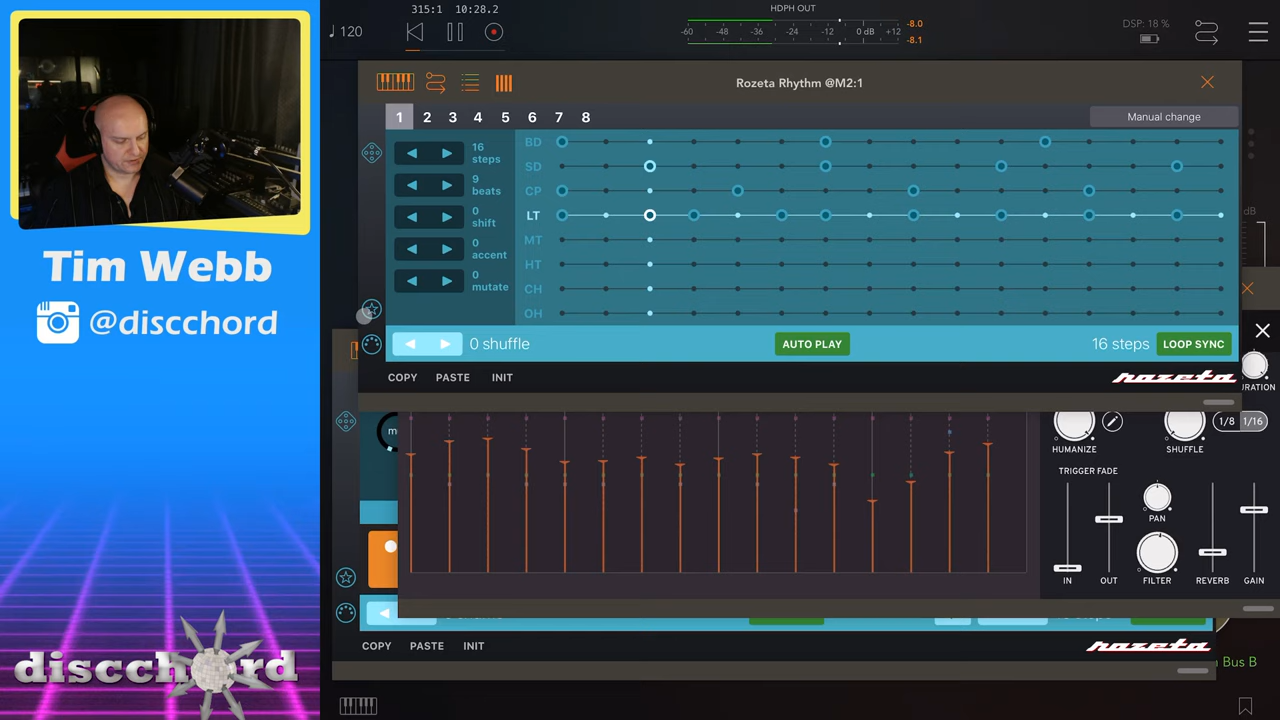 315:1 10:28.2
HDPH OUT
120
-60 -48 -36 -24 -12 0 dB +12
-8.0
-8.1
DSP: 18 %
Rozeta Rhythm @M2:1
1 2 3 4 5 6 7 8
Manual change
16 steps
9 beats
0 shift
0 accent
0 mutate
BD
SD
CP
LT
MT
HT
CH
OH
0 shuffle
AUTO PLAY
16 steps
LOOP SYNC
COPY PASTE INIT
rozeta
Tim Webb
@discchord
discchord
dB
URATION
m
1/8 1/16
HUMANIZE
SHUFFLE
TRIGGER FADE
PAN
IN OUT FILTER REVERB GAIN
COPY PASTE INIT
rozeta
Bus B